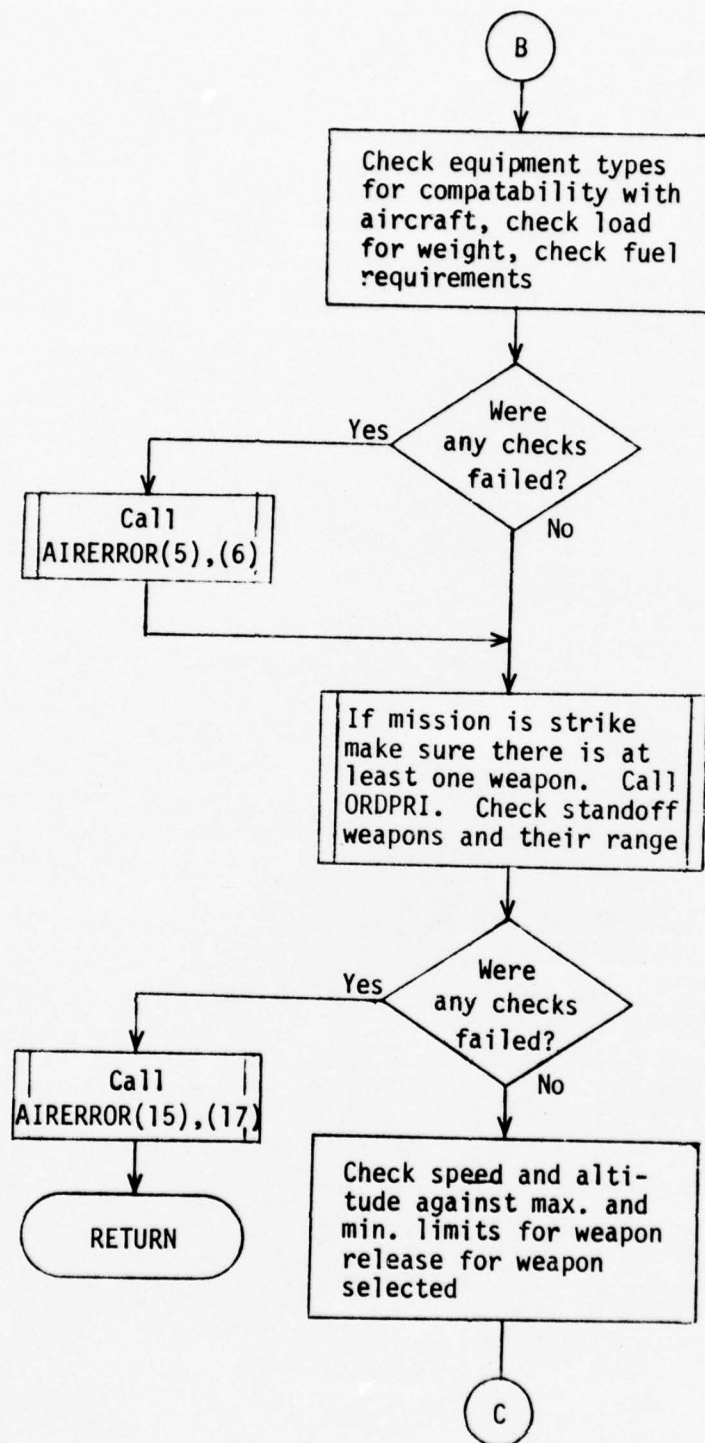 B
Check equipment types
for compatability with
aircraft, check load
for weight, check fuel
requirements
Were
any checks
failed?
Yes
No
Call
AIRERROR(5),(6)
If mission is strike
make sure there is at
least one weapon. Call
ORDPRI. Check standoff
weapons and their range
Were
any checks
failed?
Yes
No
Call
AIRERROR(15),(17)
RETURN
Check speed and alti-
tude against max. and
min. limits for weapon
release for weapon
selected
C